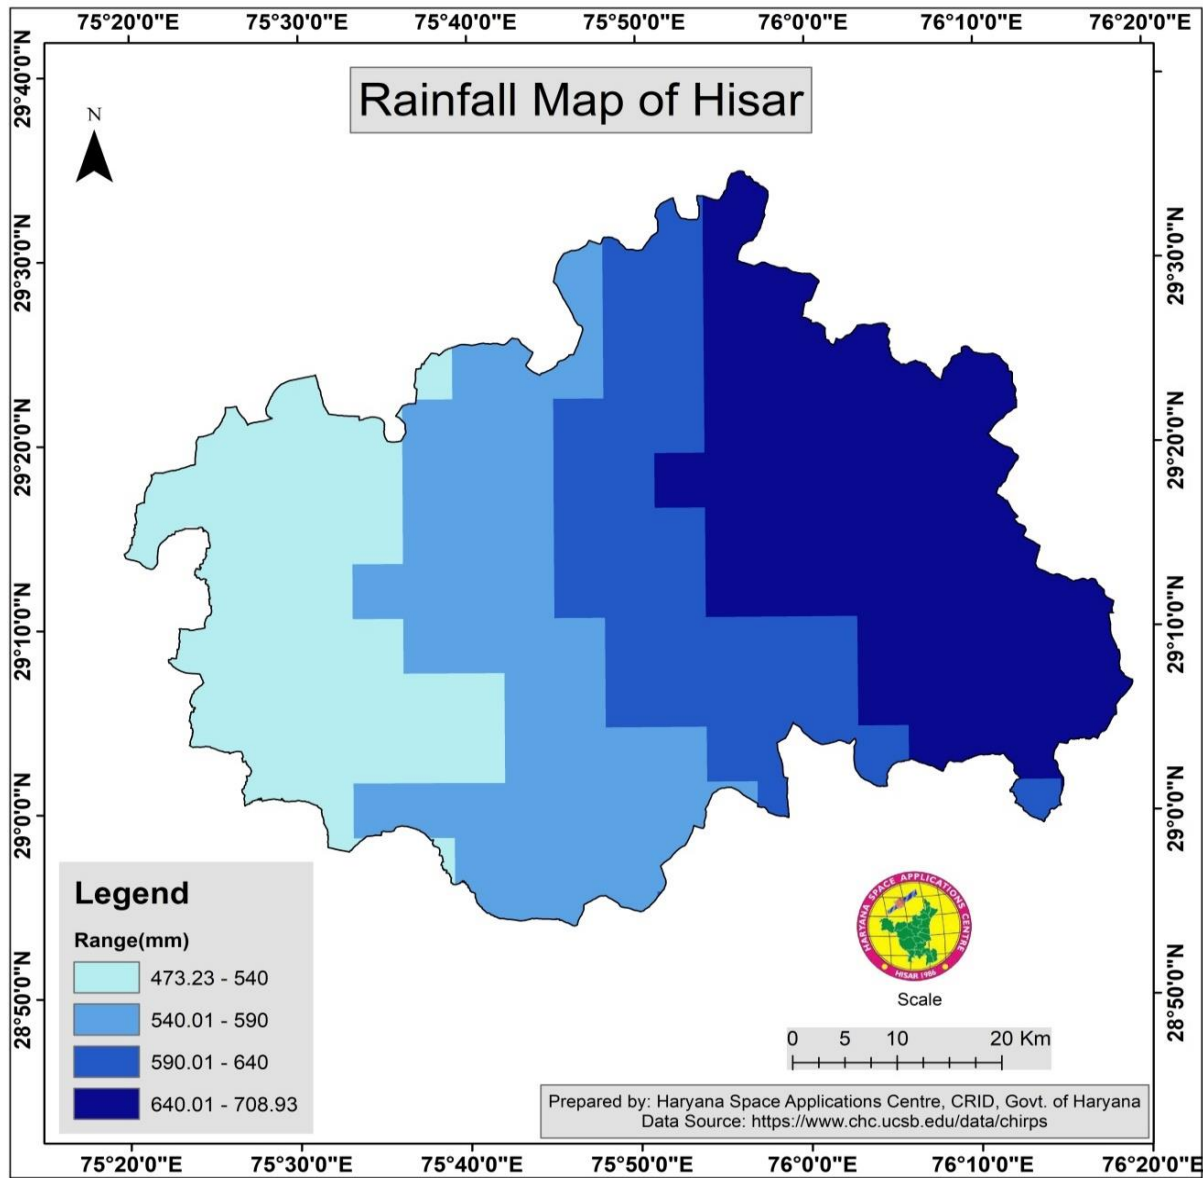 75°20'0"E 75°30'0"E 75°40'0"E 75°50'0"E 76°0'0"E 76°10'0"E 76°20'0"E
Rainfall Map of Hisar
N
29°40'0"N
29°30'0"N
29°20'0"N
29°10'0"N
29°0'0"N
28°50'0"N
29°30'0"N
29°20'0"N
29°10'0"N
29°0'0"N
28°50'0"N
Legend
Range(mm)
473.23 - 540
540.01 - 590
590.01 - 640
640.01 - 708.93
HARYANA SPACE APPLICATIONS CENTRE
HISAR 1986
Scale
0 5 10 20 Km
Prepared by: Haryana Space Applications Centre, CRID, Govt. of Haryana
Data Source: https://www.chc.ucsb.edu/data/chirps
75°20'0"E 75°30'0"E 75°40'0"E 75°50'0"E 76°0'0"E 76°10'0"E 76°20'0"E